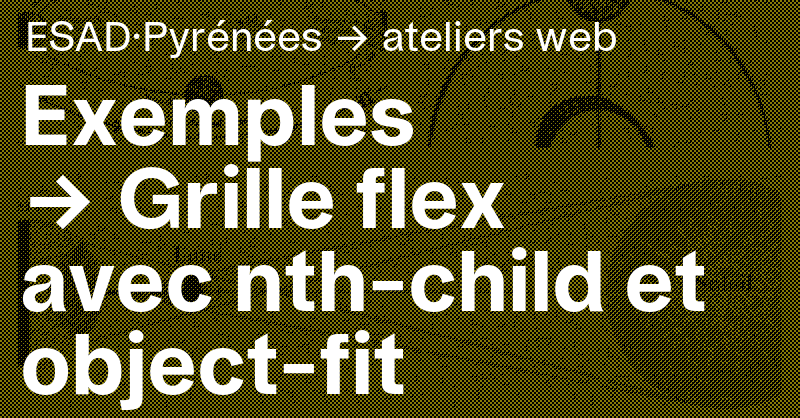 ESAD·Pyrénées → ateliers web
Exemples
→ Grille flex
avec nth-child et
object-fit